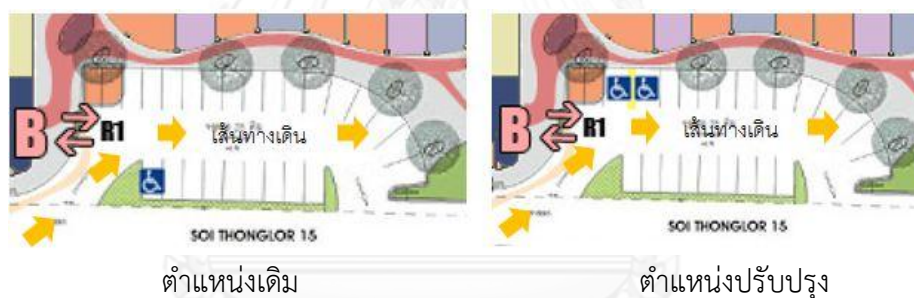 B R1 เส้นทางเดิน
SOI THONGLOR 15
ตำแหน่งเดิม
B R1 เส้นทางเดิน
SOI THONGLOR 15
ตำแหน่งปรับปรุง